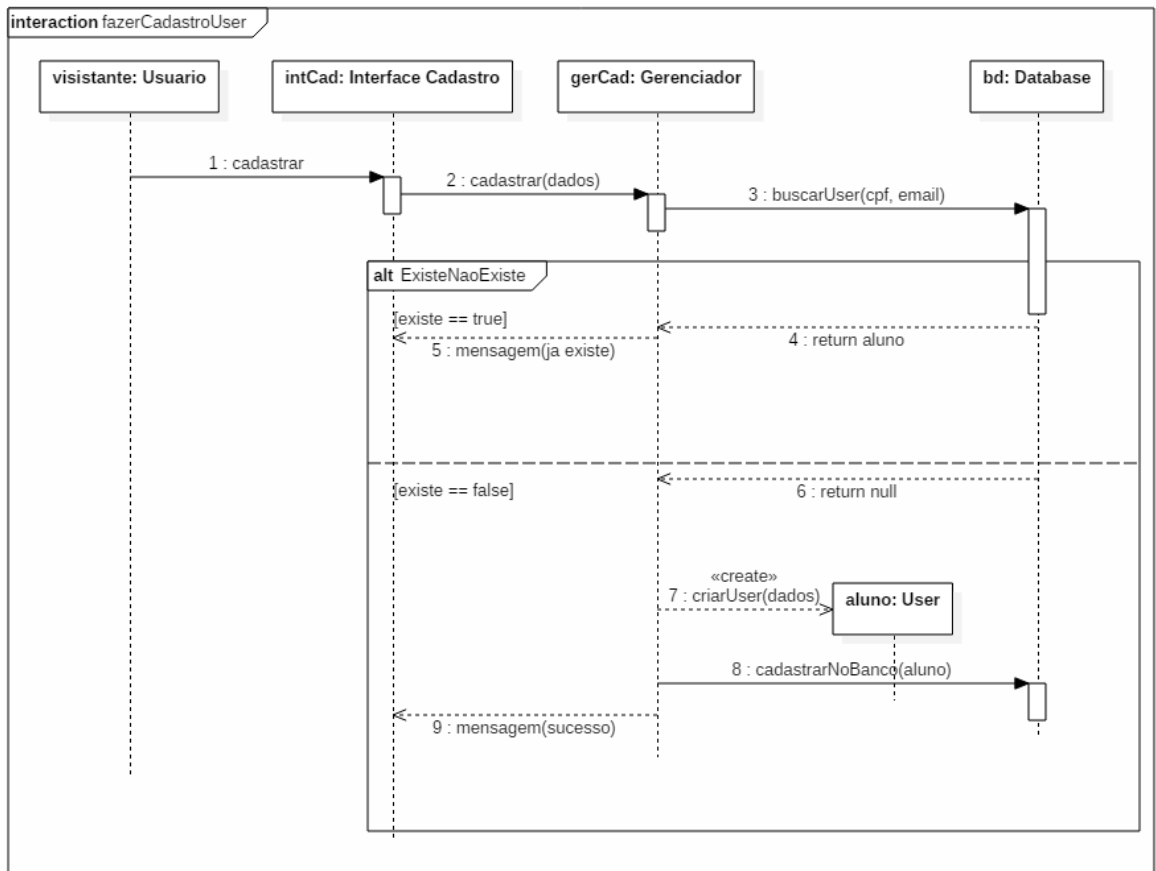 interaction fazerCadastroUser
visistante: Usuario
intCad: Interface Cadastro
gerCad: Gerenciador
bd: Database
1 : cadastrar
2 : cadastrar(dados)
3 : buscarUser(cpf, email)
alt ExisteNaoExiste
[existe == true]
4 : return aluno
5 : mensagem(ja existe)
[existe == false]
6 : return null
«create»
7 : criarUser(dados)
aluno: User
8 : cadastrarNoBanco(aluno)
9 : mensagem(sucesso)